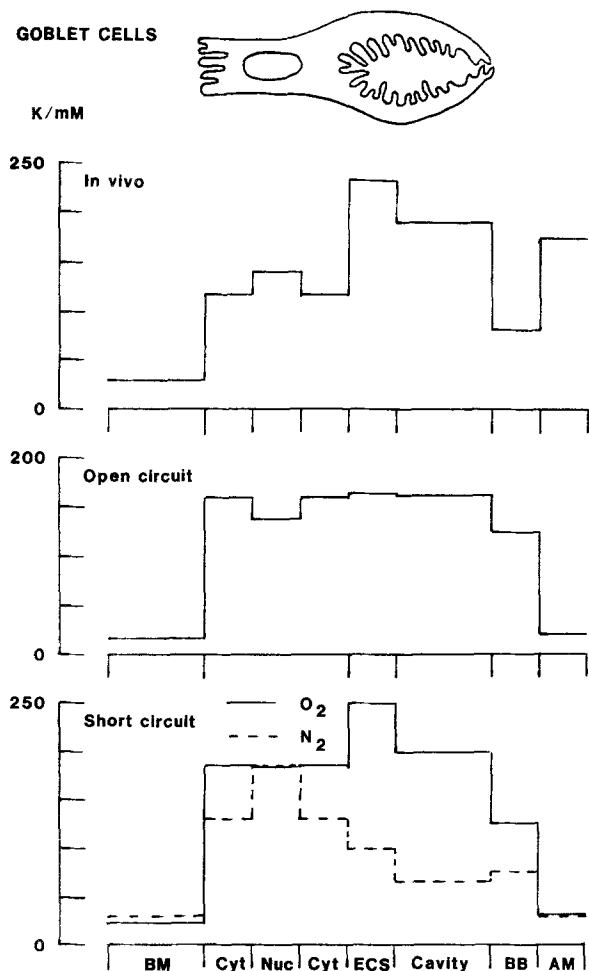 GOBLET CELLS
K/mM
250
In vivo
0
200
Open circuit
0
250
Short circuit
O2
N2
0
BM Cyt Nuc Cyt ECS Cavity BB AM